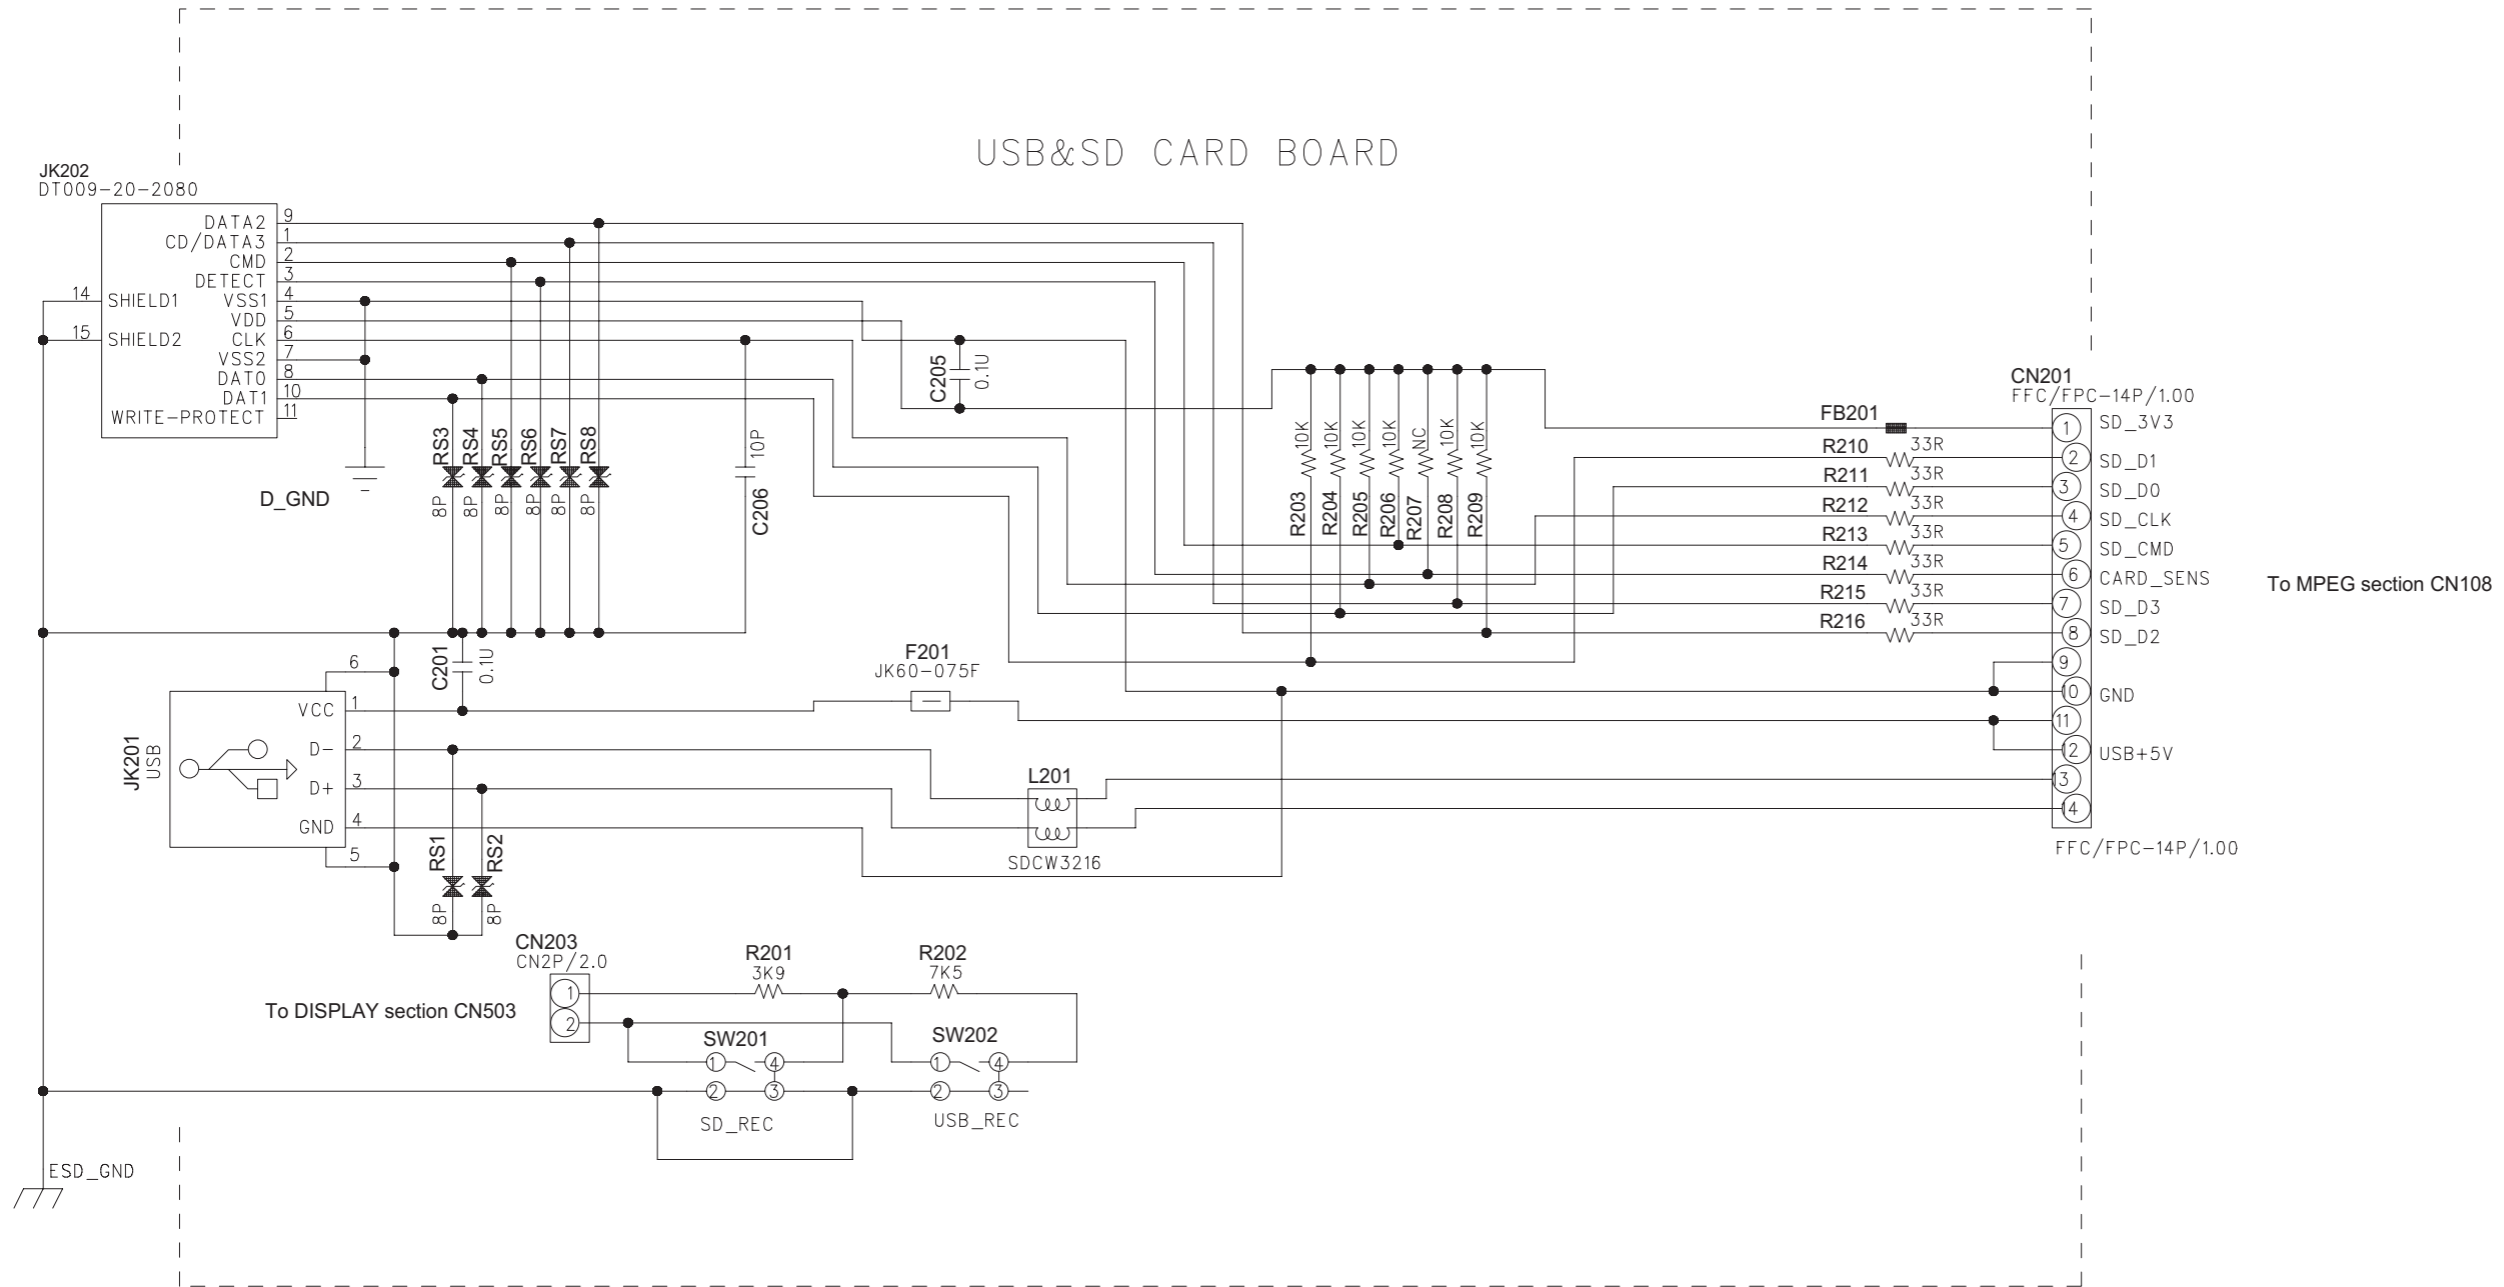 USB&SD CARD BOARD
JK202
DT009-20-2080
DATA2 9
CD/DATA3 1
CMD 2
DETECT 3
14 SHIELD1
VSS1 4
VDD 5
15 SHIELD2
CLK 6
VSS2 7
DAT0 8
DAT1 10
WRITE-PROTECT 11
D_GND
RS3
8P
RS4
8P
RS5
8P
RS6
8P
RS7
8P
RS8
8P
10P
C206
C205
0.1U
10K
R203
10K
R204
10K
R205
10K
R206
NC
R207
10K
R208
10K
R209
CN201
FFC/FPC-14P/1.00
FB201
1 SD_3V3
R210 33R
2 SD_D1
R211 33R
3 SD_D0
R212 33R
4 SD_CLK
R213 33R
5 SD_CMD
R214 33R
6 CARD_SENS
R215 33R
7 SD_D3
R216 33R
8 SD_D2
9
10 GND
11
12 USB+5V
13
14
FFC/FPC-14P/1.00
To MPEG section CN108
C201
0.1U
F201
JK60-075F
JK201
USB
6
VCC 1
D- 2
D+ 3
GND 4
5
RS1
8P
RS2
8P
L201
SDCW3216
CN203
CN2P/2.0
To DISPLAY section CN503
1
2
R201
3K9
R202
7K5
SW201
1 4
2 3
SD_REC
SW202
1 4
2 3
USB_REC
ESD_GND